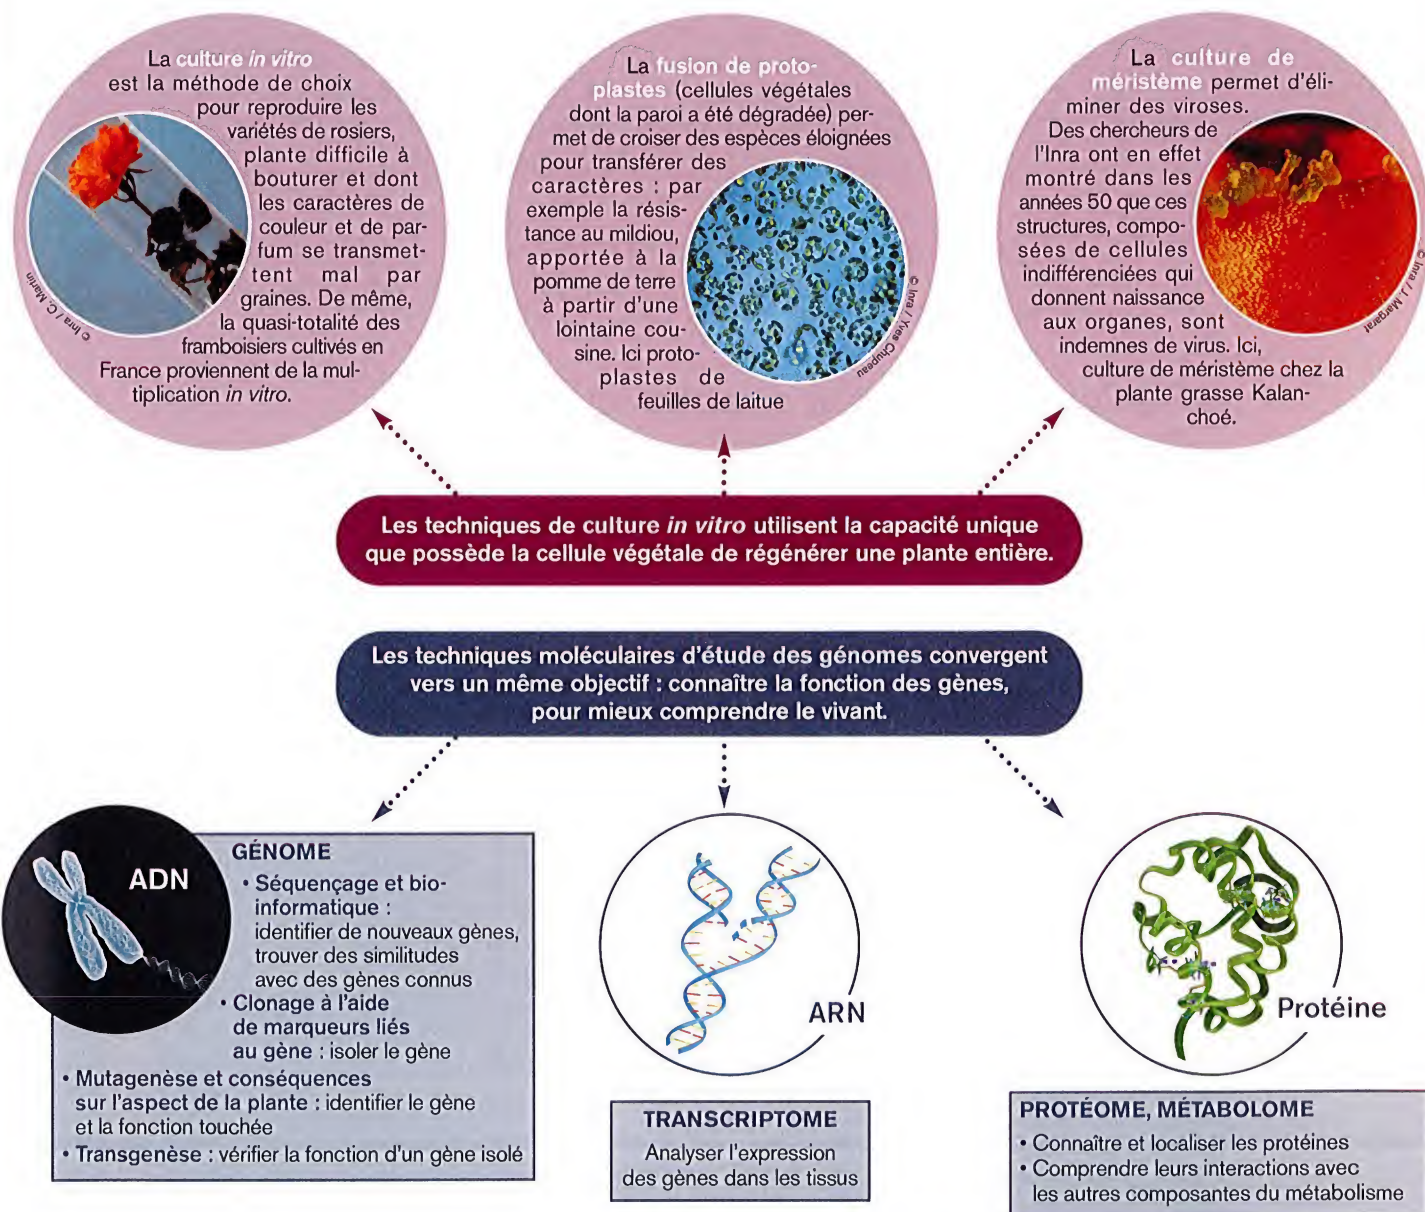 La culture in vitro
est la méthode de choix
pour reproduire les
variétés de rosiers,
plante difficile à
bouturer et dont
les caractères de
couleur et de par-
fum se transmet-
tent mal par
graines. De même,
la quasi-totalité des
framboisiers cultivés en
France proviennent de la mul-
tiplication in vitro.
© Inra / C. Martin
La fusion de proto-
plastes (cellules végétales
dont la paroi a été dégradée) per-
met de croiser des espèces éloignées
pour transférer des
caractères : par
exemple la résis-
tance au mildiou,
apportée à la
pomme de terre
à partir d'une
lointaine cou-
sine. Ici proto-
plastes de
feuilles de laitue
© Inra / Yves Chupeau
La culture de
méristème permet d'éli-
miner des viroses.
Des chercheurs de
l'Inra ont en effet
montré dans les
années 50 que ces
structures, compo-
sées de cellules
indifférenciées qui
donnent naissance
aux organes, sont
indemnes de virus. Ici,
culture de méristème chez la
plante grasse Kalan-
choé.
© Inra / J. Margarat
Les techniques de culture in vitro utilisent la capacité unique
que possède la cellule végétale de régénérer une plante entière.
Les techniques moléculaires d'étude des génomes convergent
vers un même objectif : connaître la fonction des gènes,
pour mieux comprendre le vivant.
ADN
GÉNOME
• Séquençage et bio-
informatique :
identifier de nouveaux gènes,
trouver des similitudes
avec des gènes connus
• Clonage à l'aide
de marqueurs liés
au gène : isoler le gène
• Mutagenèse et conséquences
sur l'aspect de la plante : identifier le gène
et la fonction touchée
• Transgenèse : vérifier la fonction d'un gène isolé
ARN
TRANSCRIPTOME
Analyser l'expression
des gènes dans les tissus
Protéine
PROTÉOME, MÉTABOLOME
• Connaître et localiser les protéines
• Comprendre leurs interactions avec
les autres composantes du métabolisme